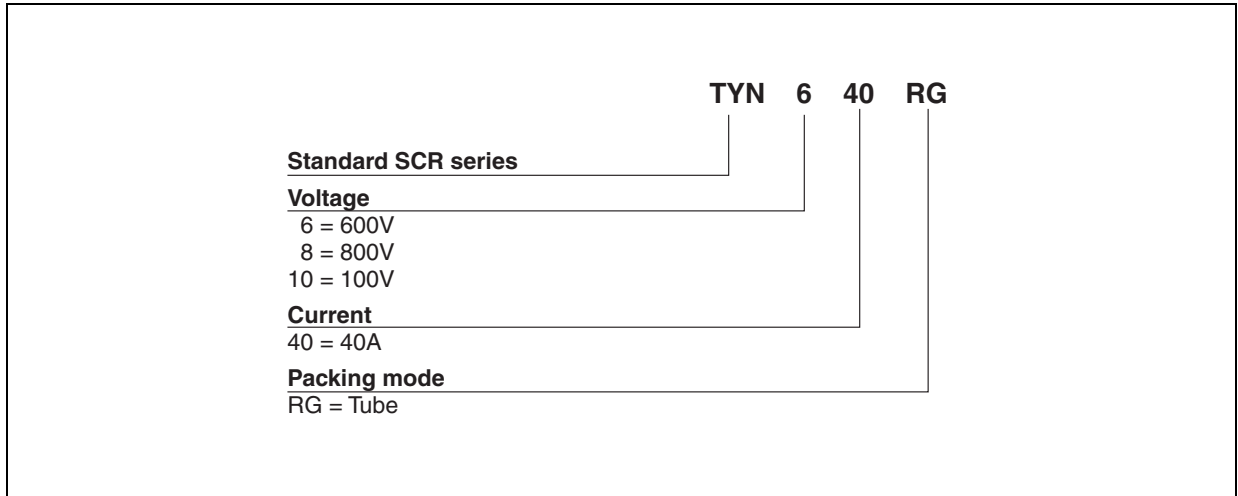 TYN 6 40 RG
Standard SCR series
Voltage
6 = 600V
8 = 800V
10 = 100V
Current
40 = 40A
Packing mode
RG = Tube